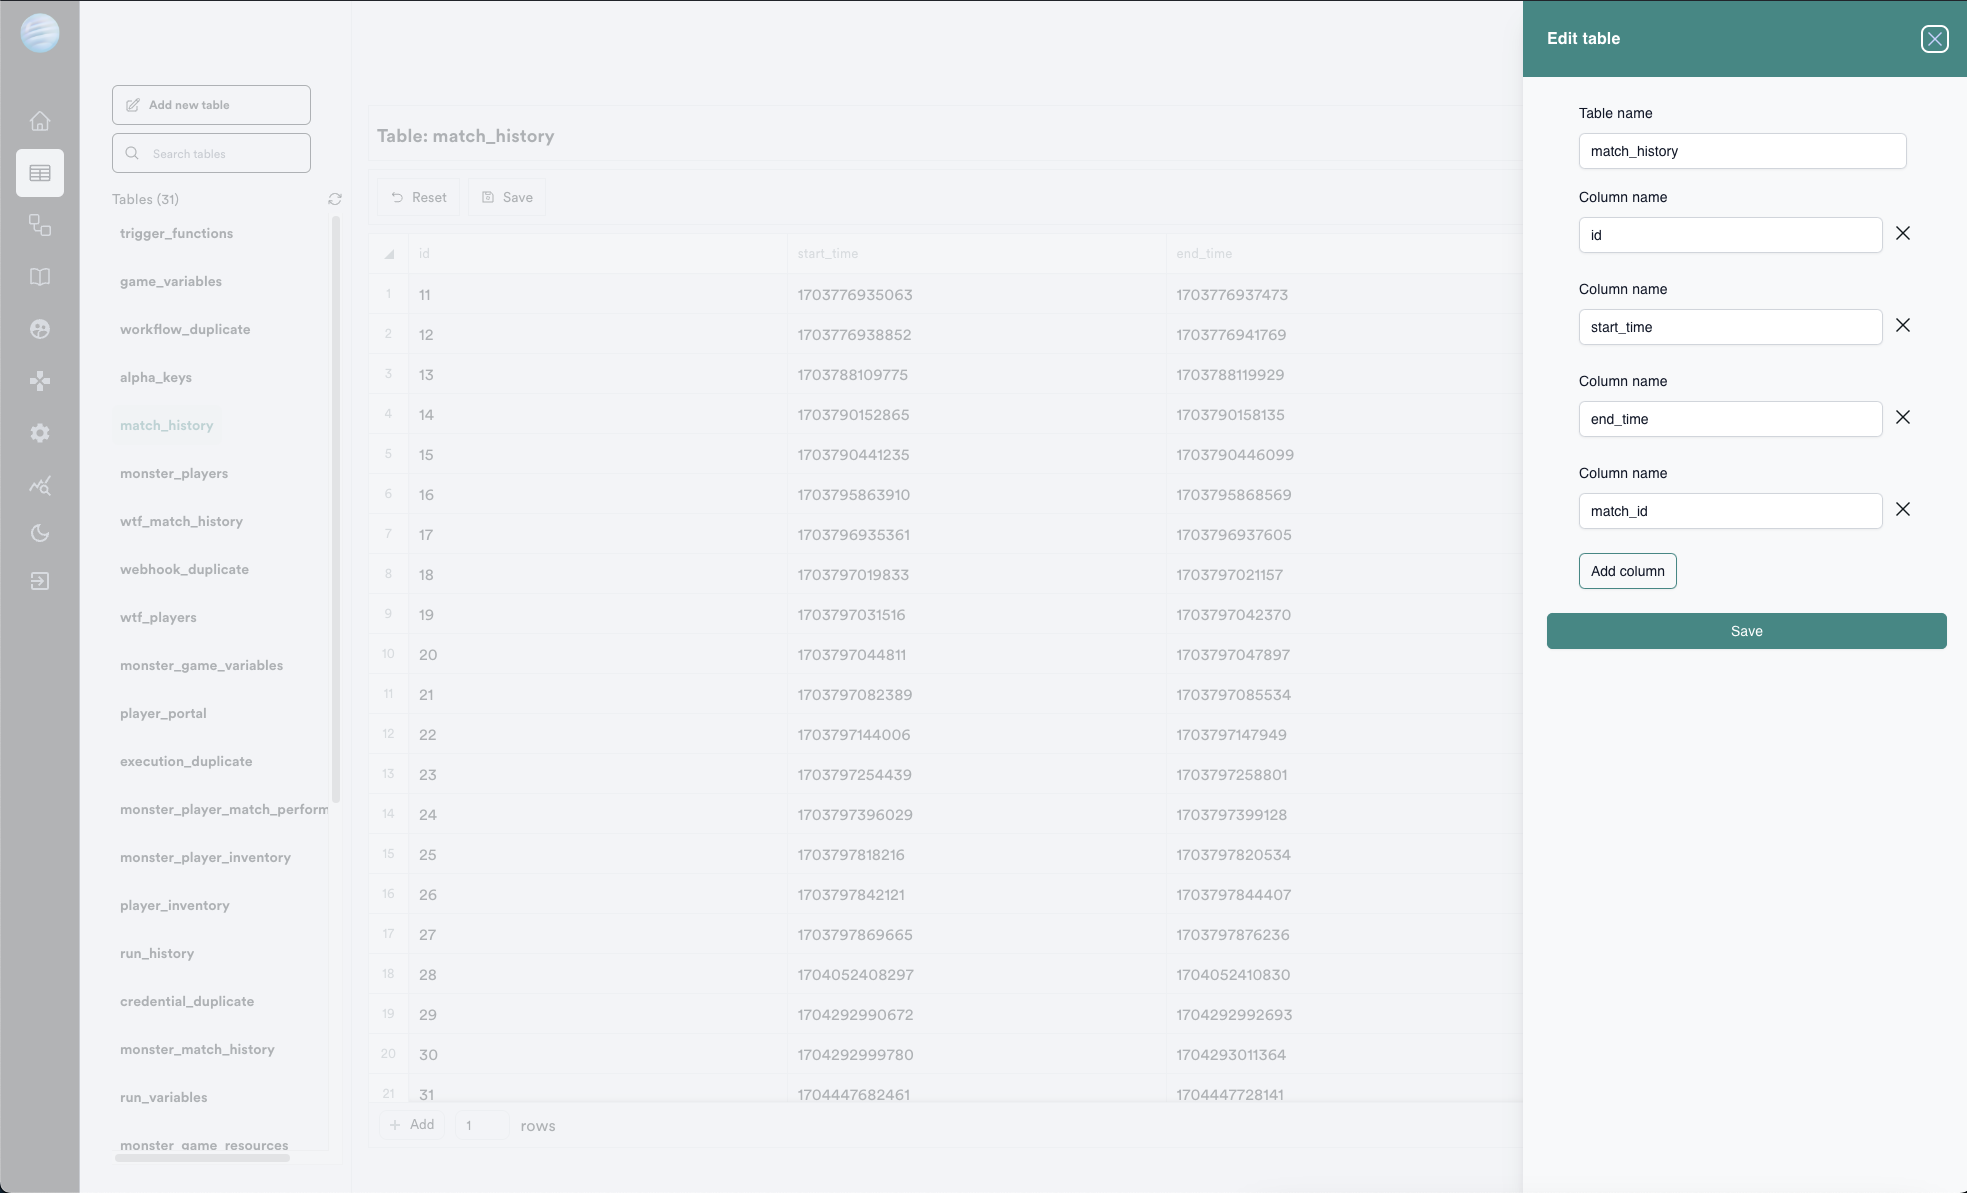 Edit table
Add new table
Search tables
Tables (31)
trigger_functions
game_variables
workflow_duplicate
alpha_keys
match_history
monster_players
wtf_match_history
webhook_duplicate
wtf_players
monster_game_variables
player_portal
execution_duplicate
monster_player_match_perform
monster_player_inventory
player_inventory
run_history
credential_duplicate
monster_match_history
run_variables
monster_game_resources
Table: match_history
Reset Save
id start_time end_time
1 11 1703776935063 1703776937473
2 12 1703776938852 1703776941769
3 13 1703788109775 1703788119929
4 14 1703790152865 1703790158135
5 15 1703790441235 1703790446099
6 16 1703795863910 1703795868569
7 17 1703796935361 1703796937605
8 18 1703797019833 1703797021157
9 19 1703797031516 1703797042370
10 20 1703797044811 1703797047897
11 21 1703797082389 1703797085534
12 22 1703797144006 1703797147949
13 23 1703797254439 1703797258801
14 24 1703797396029 1703797399128
15 25 1703797818216 1703797820534
16 26 1703797842121 1703797844407
17 27 1703797869665 1703797876236
18 28 1704052408297 1704052410830
19 29 1704292990672 1704292992693
20 30 1704292999780 1704293011364
21 31 1704447682461 1704447728141
Add 1 rows
Table name
match_history
Column name
id
Column name
start_time
Column name
end_time
Column name
match_id
Add column
Save